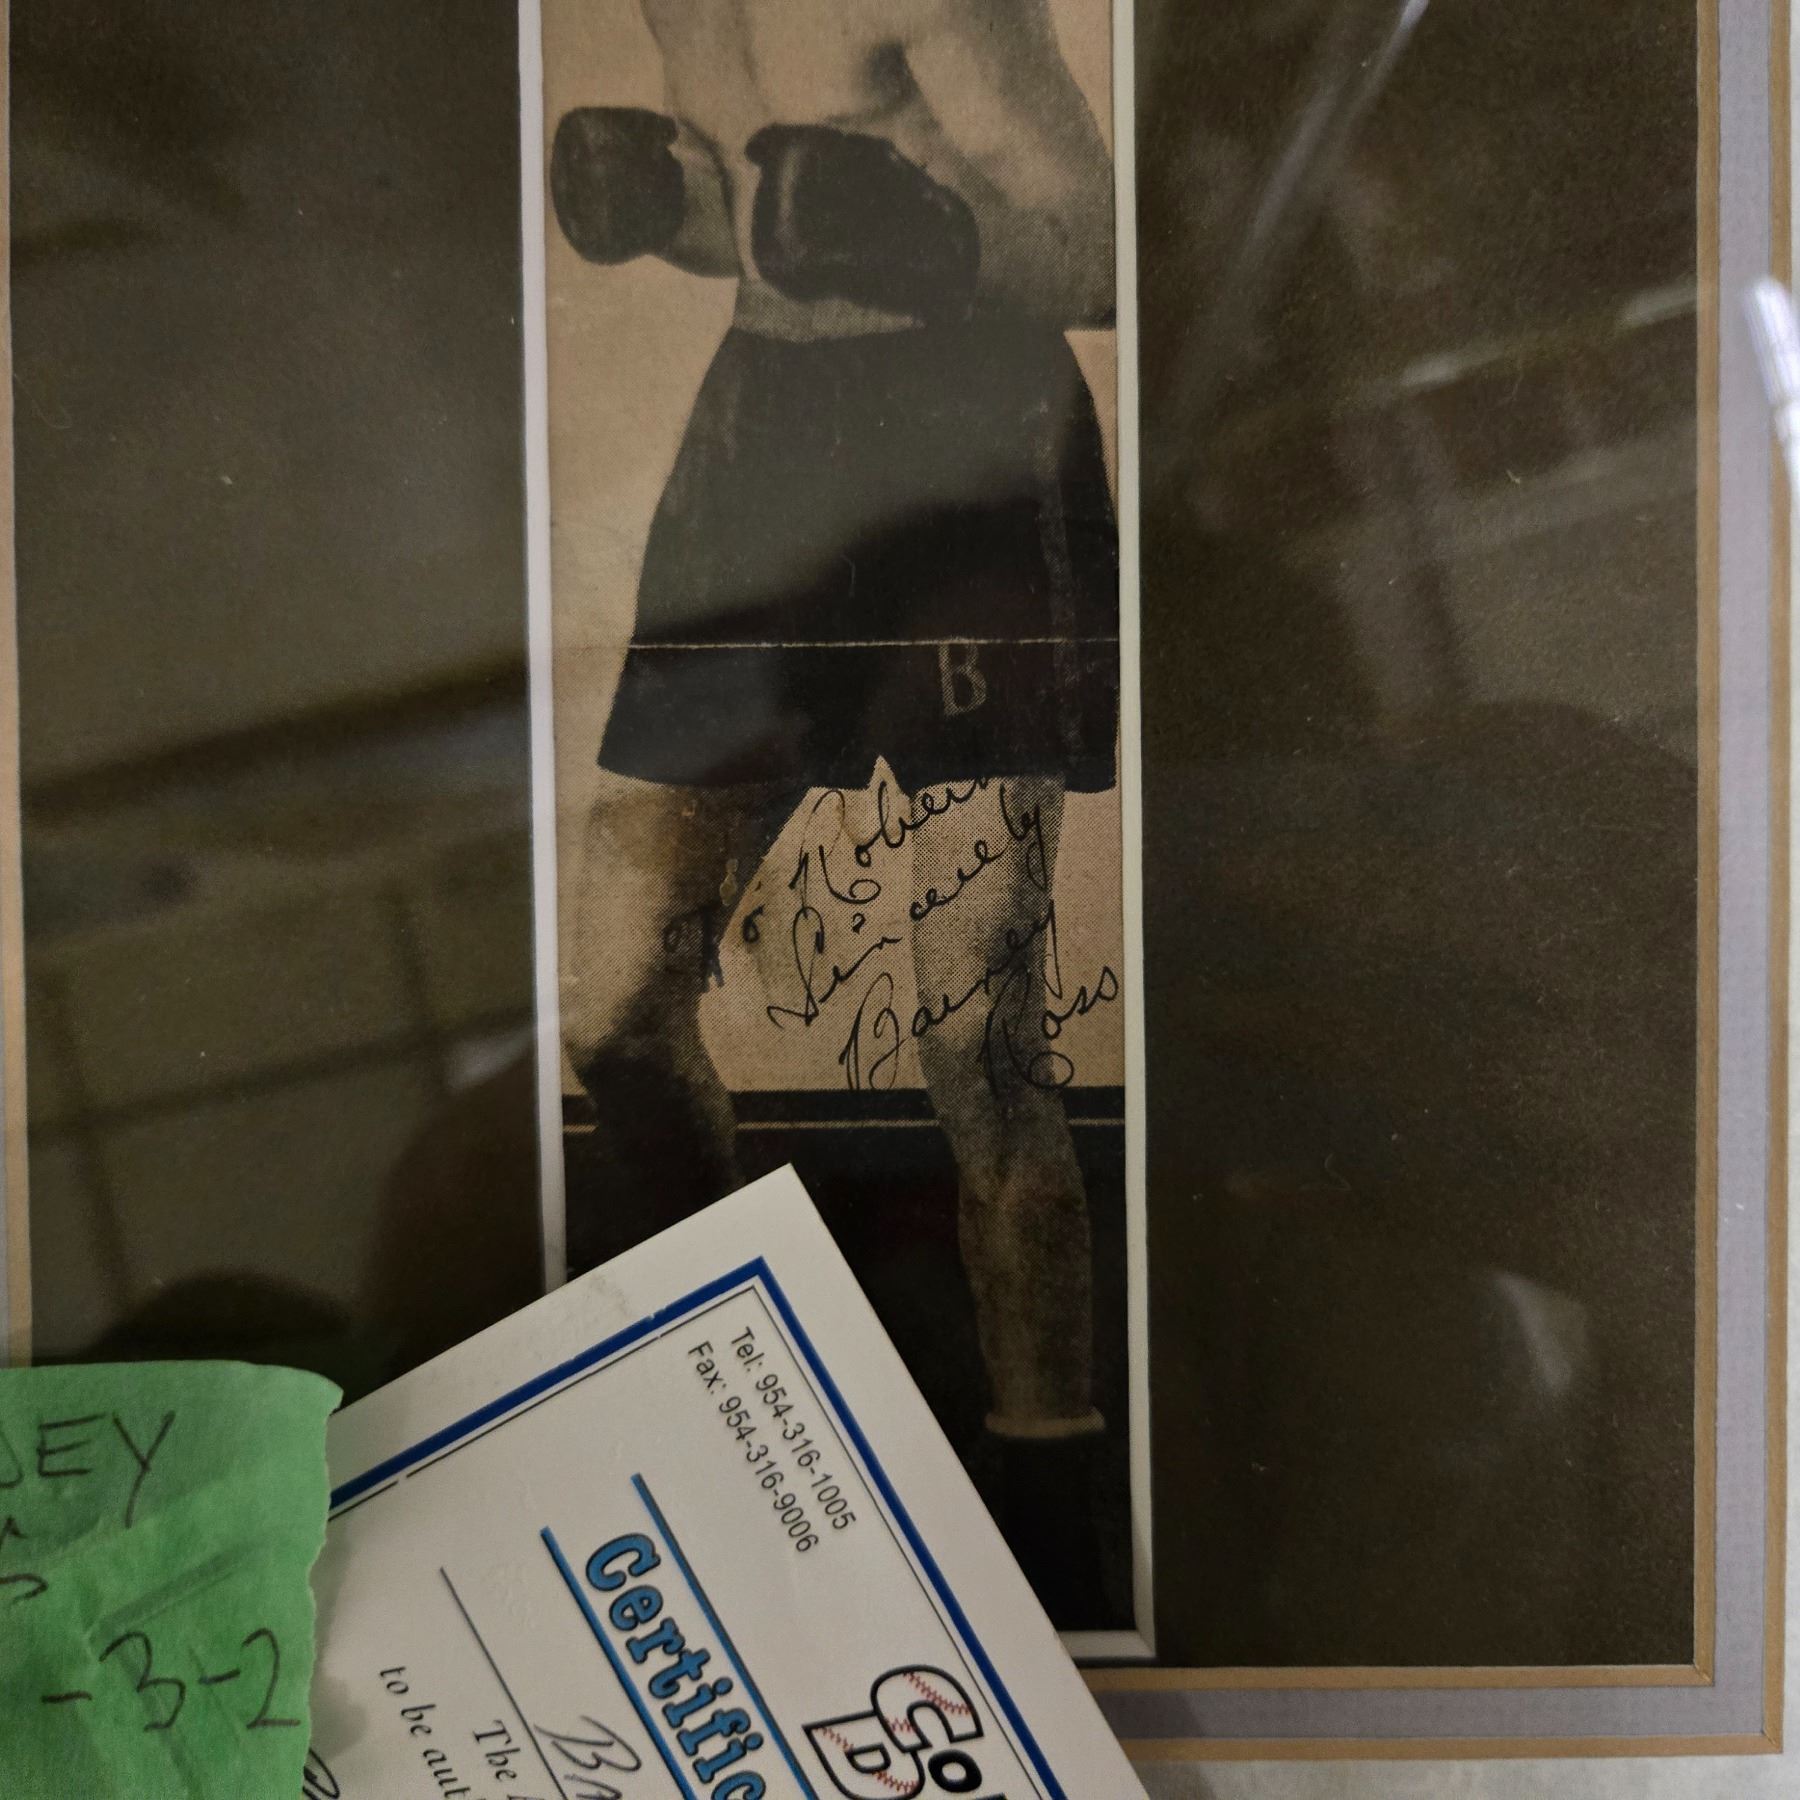 B
To Robert
Sincerely
Barney
Ross
Tel: 954-316-1005
Fax: 954-316-9006
Certific
The
to be aut
EY
-B-2